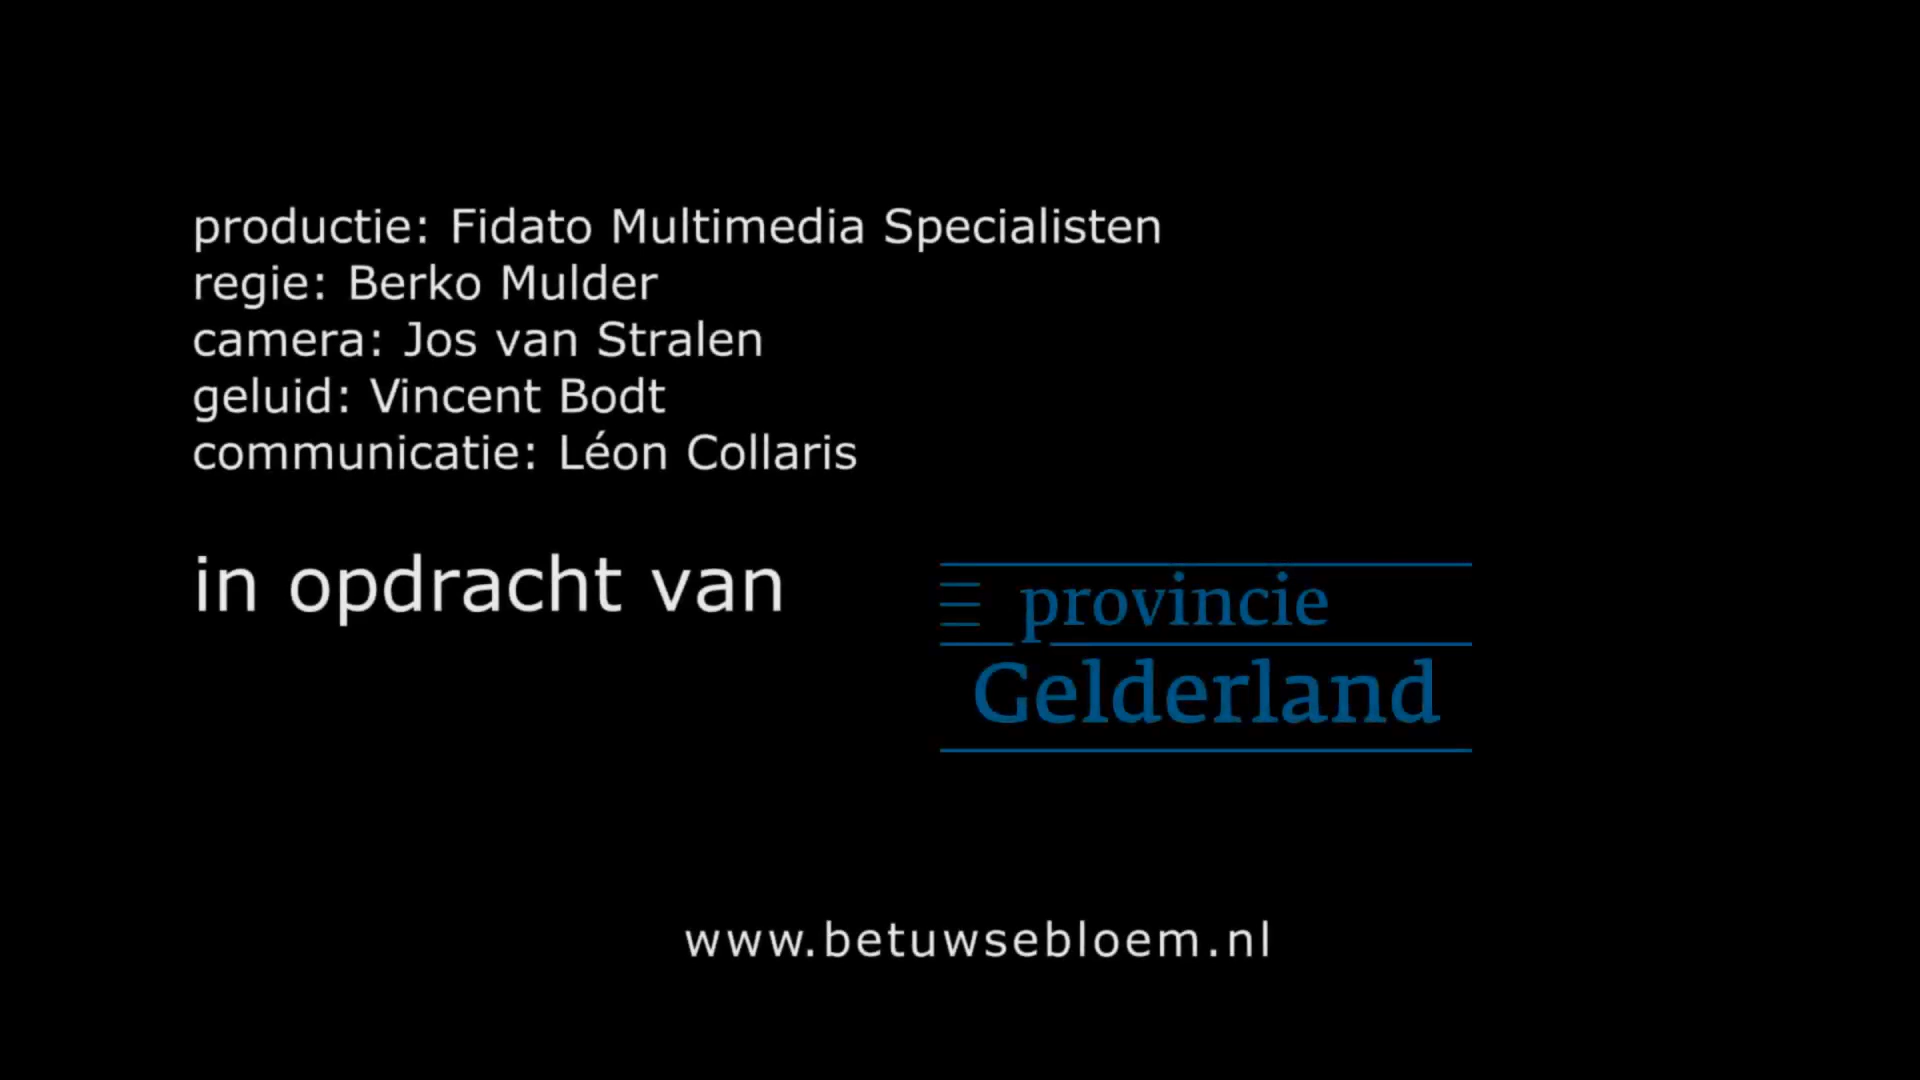 productie: Fidato Multimedia Specialisten
regie: Berko Mulder
camera: Jos van Stralen
geluid: Vincent Bodt
communicatie: Léon Collaris
in opdracht van
provincie
Gelderland
www.betuwsebloem.nl